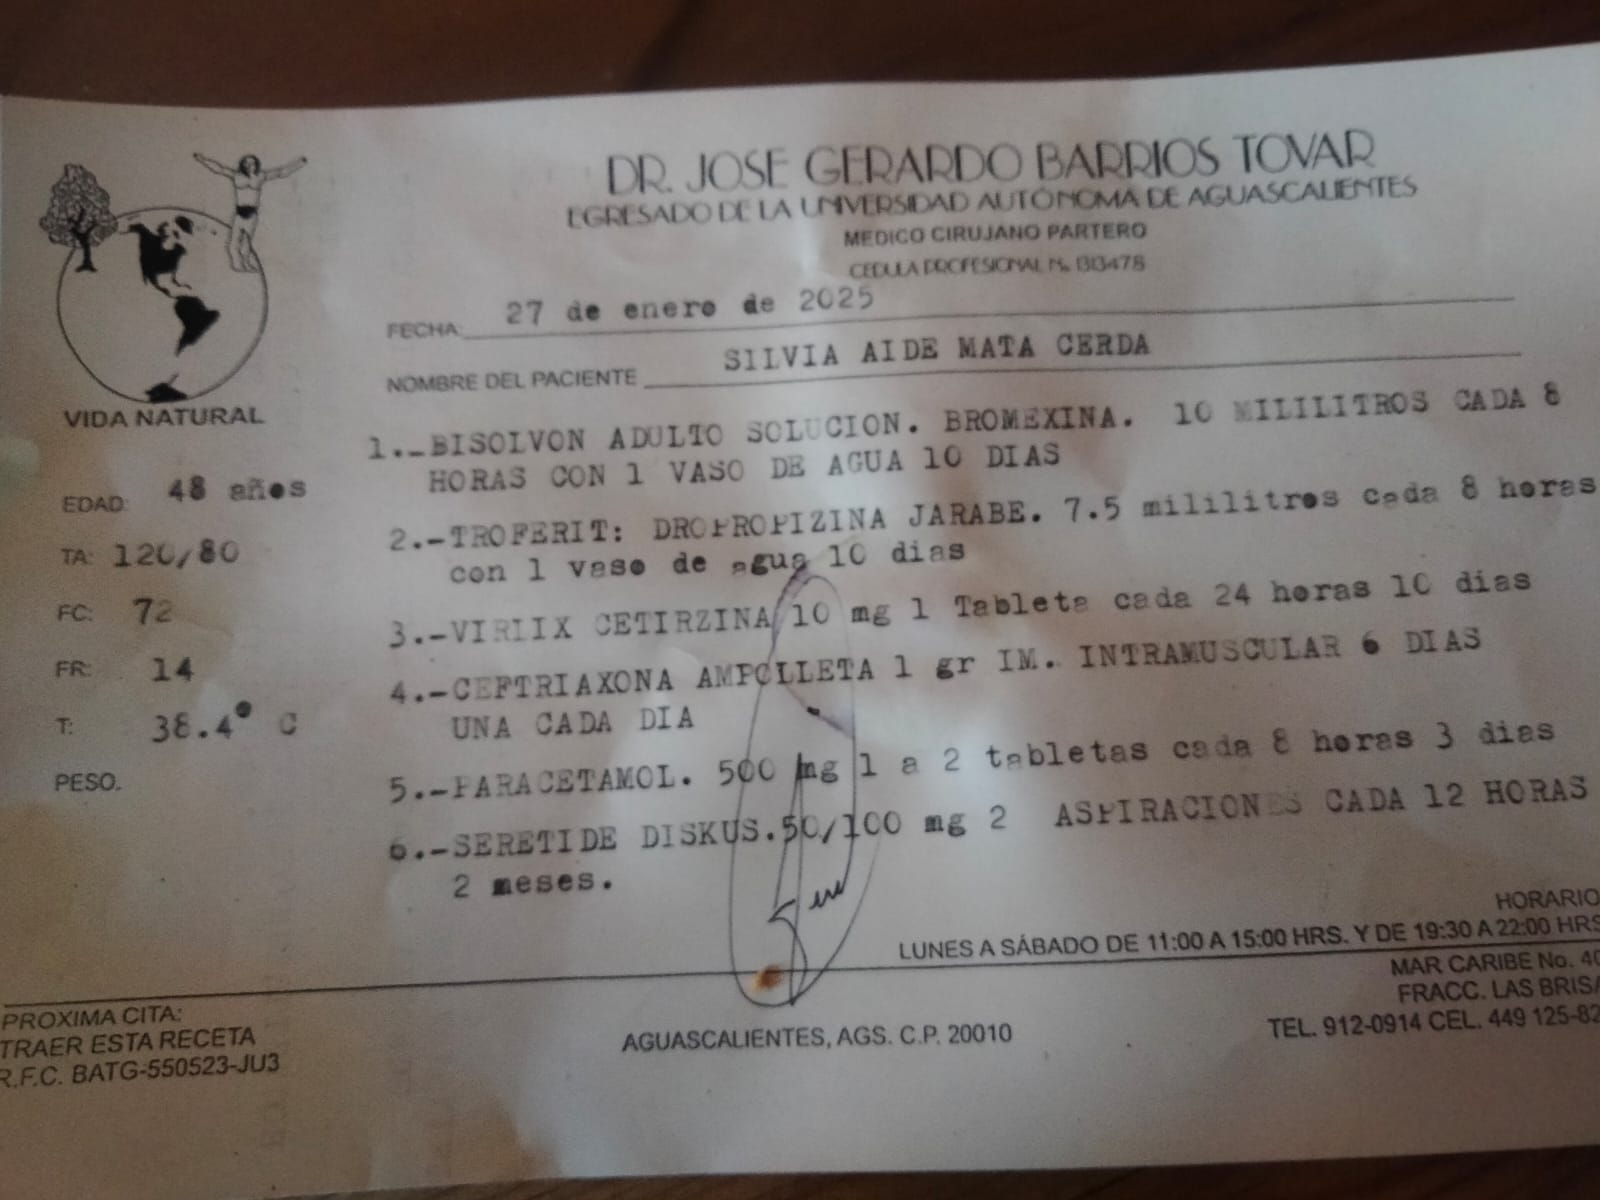 DR. JOSE GERARDO BARRIOS TOVAR
EGRESADO DE LA UNIVERSIDAD AUTÓNOMA DE AGUASCALIENTES
MEDICO CIRUJANO PARTERO
CEDULA PROFESIONAL No.
FECHA: 27 de enero de 2025
NOMBRE DEL PACIENTE SILVIA AIDE MATA CERDA
VIDA NATURAL
EDAD: 48 años
TA: 120/80
FC: 72
FR: 14
T: 38.4° C
PESO.
1.-BISOLVON ADULTO SOLUCION. BROMEXINA. 10 MILILITROS CADA 8
HORAS CON 1 VASO DE AGUA 10 DIAS
2.-TROFERIT: DROPROPIZINA JARABE. 7.5 mililitros cada 8 horas
con 1 vaso de agua 10 dias
3.-VIRLIX CETIRZINA 10 mg 1 Tableta cada 24 horas 10 dias
4.-CEFTRIAXONA AMPOLLETA 1 gr IM. INTRAMUSCULAR 6 DIAS
UNA CADA DIA
5.-PARACETAMOL. 500 mg 1 a 2 tabletas cada 8 horas 3 dias
6.-SERETIDE DISKUS.50/100 mg 2 ASPIRACIONES CADA 12 HORAS
2 meses.
HORARIO
LUNES A SÁBADO DE 11:00 A 15:00 HRS. Y DE 19:30 A 22:00 HRS
MAR CARIBE No. 40
FRACC. LAS BRISA
TEL. 912-0914 CEL. 449 125-82
PROXIMA CITA:
TRAER ESTA RECETA
R.F.C. BATG-550523-JU3
AGUASCALIENTES, AGS. C.P. 20010